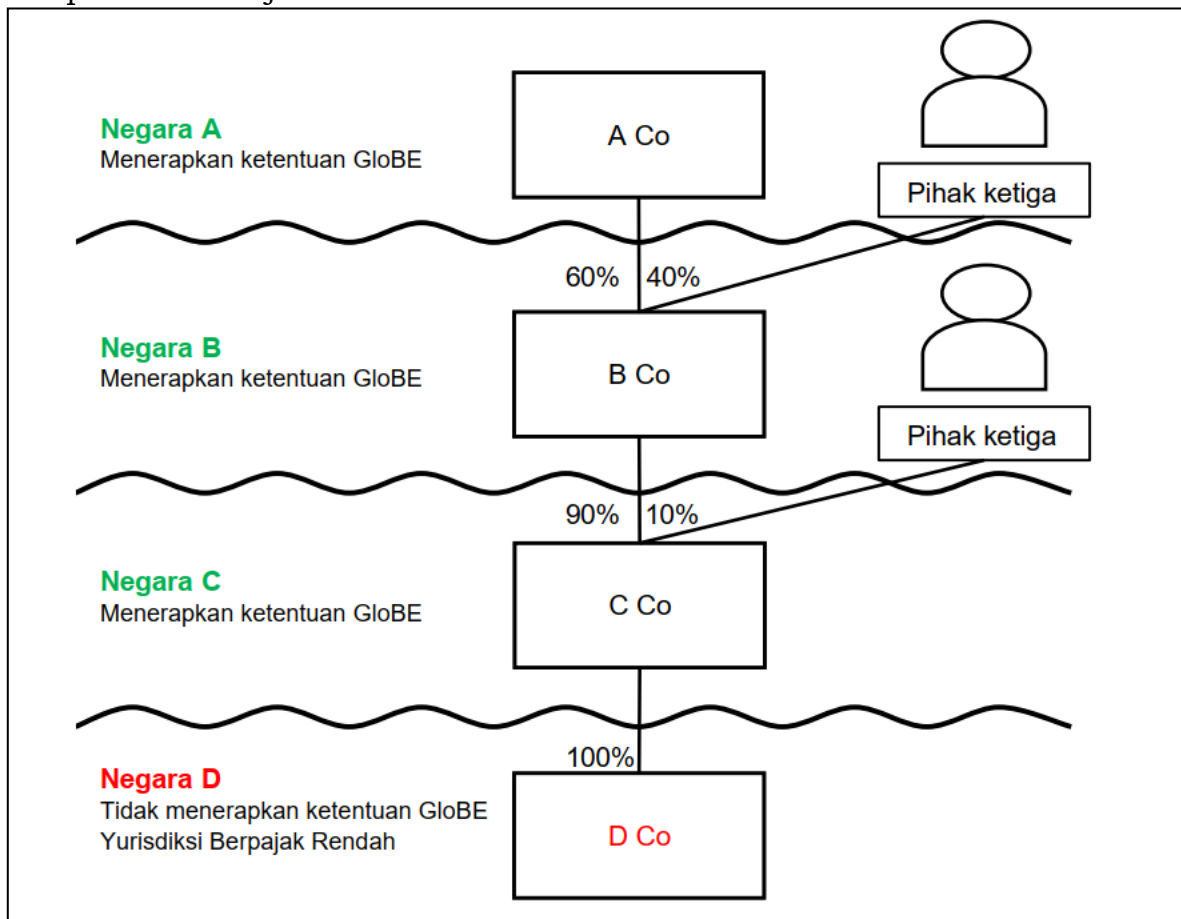 Negara A
Menerapkan ketentuan GloBE
A Co
Pihak ketiga
60% 40%
Negara B
Menerapkan ketentuan GloBE
B Co
Pihak ketiga
90% 10%
Negara C
Menerapkan ketentuan GloBE
C Co
100%
Negara D
Tidak menerapkan ketentuan GloBE
Yurisdiksi Berpajak Rendah
D Co